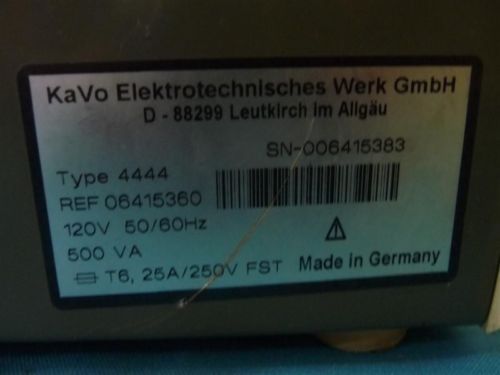 KaVo Elektrotechnisches Werk GmbH
D - 88299 Leutkirch im Allgäu
SN-006415383
Type 4444
REF 06415360
120V 50/60Hz
500 VA
T6, 25A/250V FST
Made in Germany